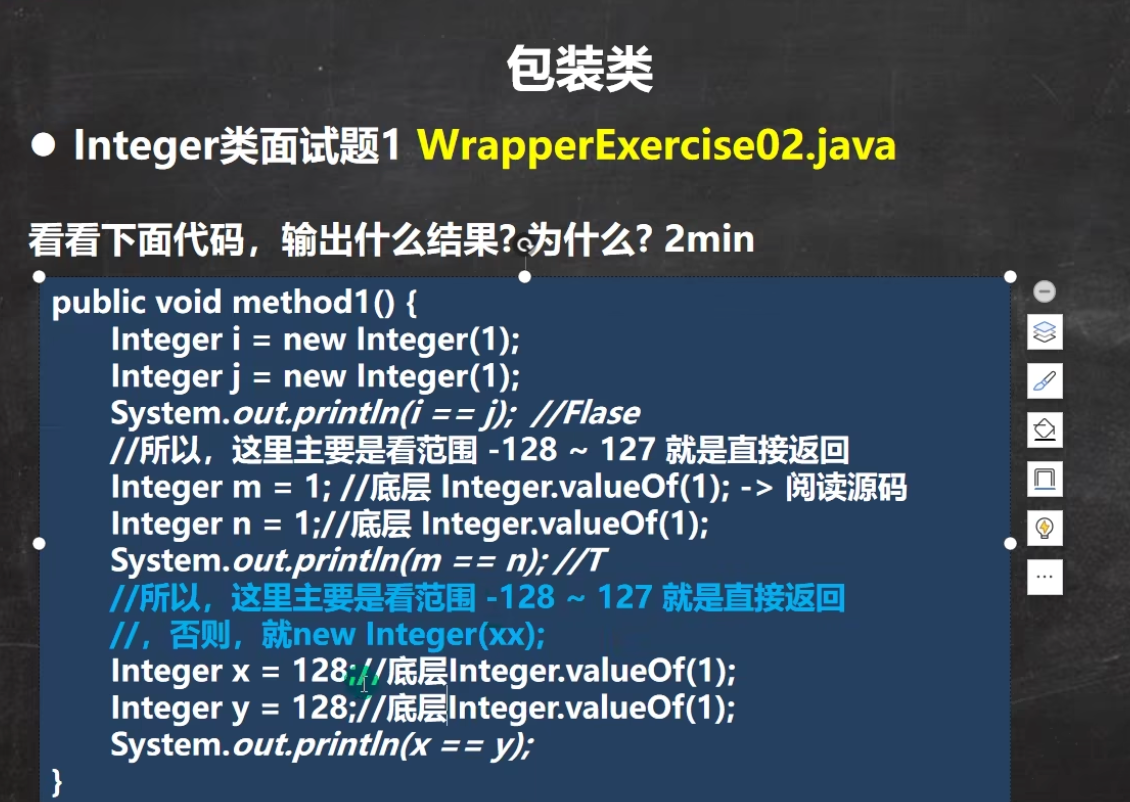 包装类
● Integer类面试题1 WrapperExercise02.java
看看下面代码，输出什么结果? 为什么? 2min
public void method1() {
Integer i = new Integer(1);
Integer j = new Integer(1);
System.out.println(i == j); //Flase
//所以，这里主要是看范围 -128 ~ 127 就是直接返回
Integer m = 1; //底层 Integer.valueOf(1); -> 阅读源码
Integer n = 1;//底层 Integer.valueOf(1);
System.out.println(m == n); //T
//所以，这里主要是看范围 -128 ~ 127 就是直接返回
//，否则，就new Integer(xx);
Integer x = 128;//底层Integer.valueOf(1);
Integer y = 128;//底层Integer.valueOf(1);
System.out.println(x == y);
}